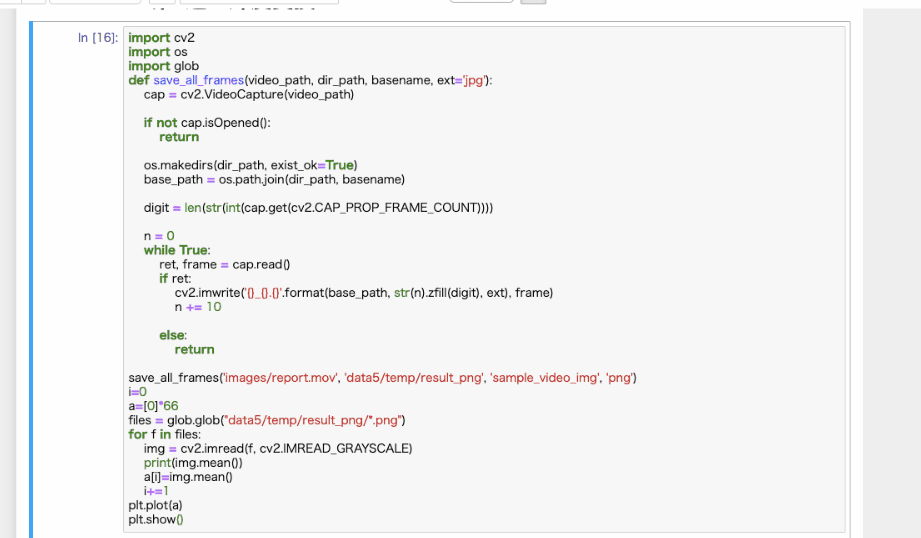 In [16]:
import cv2
import os
import glob
def save_all_frames(video_path, dir_path, basename, ext='jpg'):
    cap = cv2.VideoCapture(video_path)

    if not cap.isOpened():
        return

    os.makedirs(dir_path, exist_ok=True)
    base_path = os.path.join(dir_path, basename)

    digit = len(str(int(cap.get(cv2.CAP_PROP_FRAME_COUNT))))

    n = 0
    while True:
        ret, frame = cap.read()
        if ret:
            cv2.imwrite('{}_{}.{}'.format(base_path, str(n).zfill(digit), ext), frame)
            n += 10

        else:
            return

save_all_frames('images/report.mov', 'data5/temp/result_png', 'sample_video_img', 'png')
i=0
a=[0]*66
files = glob.glob("data5/temp/result_png/*.png")
for f in files:
    img = cv2.imread(f, cv2.IMREAD_GRAYSCALE)
    print(img.mean())
    a[i]=img.mean()
    i+=1
plt.plot(a)
plt.show()